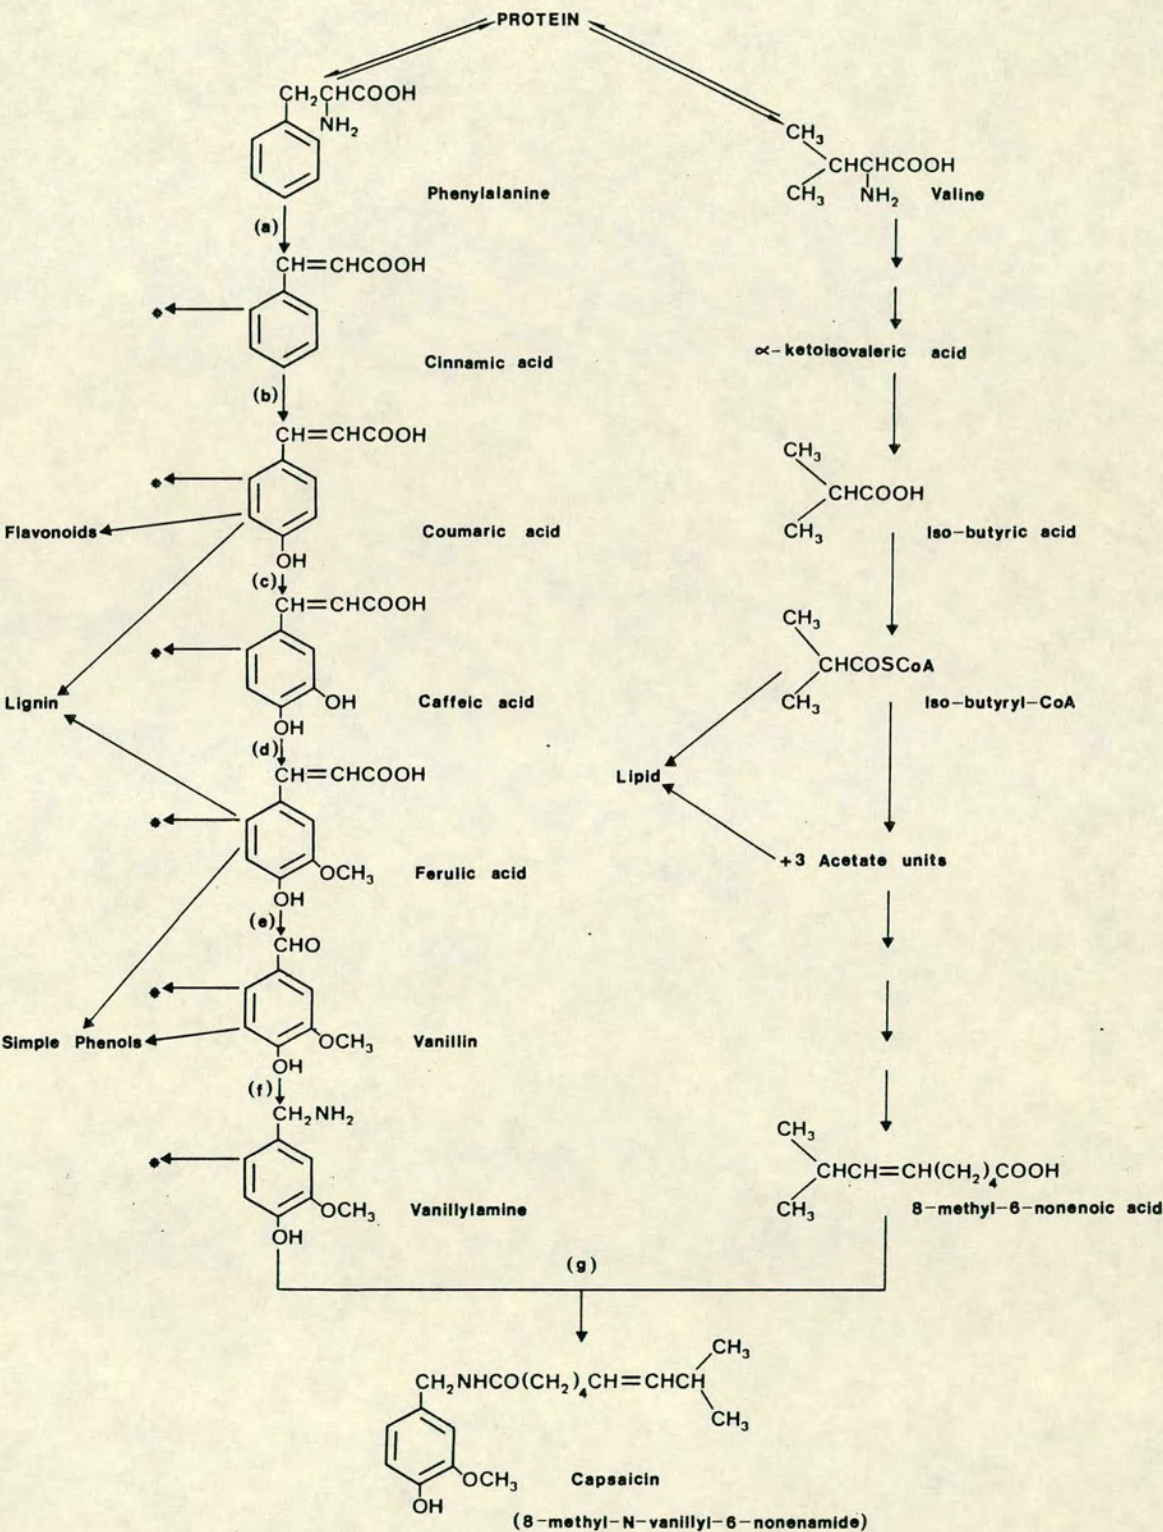 PROTEIN
CH₂CHCOOH
NH₂
Phenylalanine
CH₃
CHCHCOOH
CH₃ NH₂ Valine
(a)
CH=CHCOOH
*
Cinnamic acid
∝-ketoisovaleric acid
(b)
CH=CHCOOH
*
Flavonoids
Coumaric acid
OH
CH₃
CHCOOH
CH₃
Iso-butyric acid
(c)
CH=CHCOOH
*
OH
Lignin
Caffeic acid
OH
CH₃
CHCOSCoA
CH₃
Iso-butyryl-CoA
(d)
CH=CHCOOH
Lipid
*
OCH₃ Ferulic acid
OH
+3 Acetate units
(e)
CHO
*
Simple Phenols
OCH₃ Vanillin
OH
(f)
CH₂NH₂
*
OCH₃ Vanillylamine
OH
CH₃
CHCH=CH(CH₂)₄COOH
CH₃
8-methyl-6-nonenoic acid
(g)
CH₃
CH₂NHCO(CH₂)₄CH=CHCH
CH₃
OCH₃ Capsaicin
OH
(8-methyl-N-vanillyl-6-nonenamide)